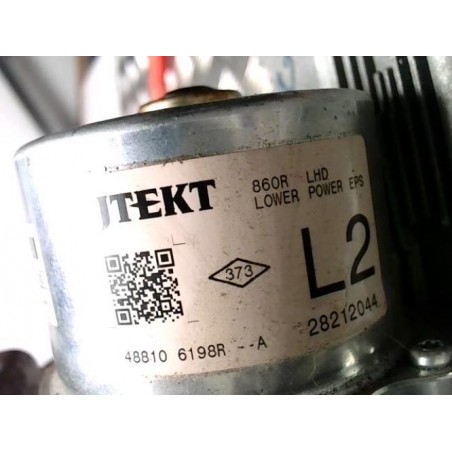 JTEKT
860R LHD
LOWER POWER EPS
373
L2
48810 6198R --A
28212044